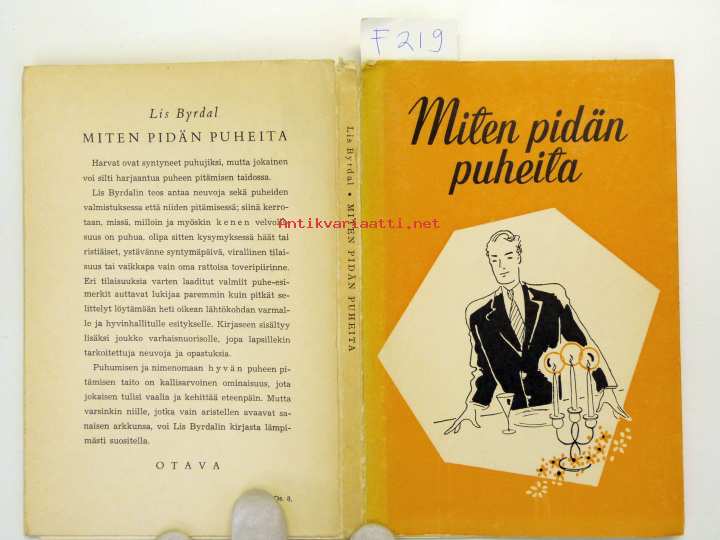 F219
Lis Byrdal
MITEN PIDÄN PUHEITA
Harvat ovat syntyneet puhujiksi, mutta jokainen
voi silti harjaantua puheen pitämisen taidossa.
Lis Byrdalin teos antaa neuvoja sekä puheiden
valmistuksessa että niiden pitämisessä; siinä kerro-
taan, missä, milloin ja myöskin kenen velvolli-
suus on puhua, olipa sitten kysymyksessä häät tai
ristiäiset, ystävänne syntymäpäivä, virallinen tilai-
suus tai vaikkapa vain oma rattoisa toveripiirinne.
Eri tilaisuuksia varten laaditut valmiit puhe-esi-
merkit auttavat lukijaa paremmin kuin pitkät se-
littelyt löytämään heti oikean lähtökohdan varmal-
le ja hyvinhallitulle esitykselle. Kirjaseen sisältyy
lisäksi joukko varhaisnuorisolle, jopa lapsillekin
tarkoitettuja neuvoja ja opastuksia.
Puhumisen ja nimenomaan hyvän puheen pi-
tämisen taito on kallisarvoinen ominaisuus, jota
jokaisen tulisi vaalia ja kehittää eteenpäin. Mutta
varsinkin niille, jotka vain aristellen avaavat sa-
naisen arkkunsa, voi Lis Byrdalin kirjasta lämpi-
mästi suositella.
OTAVA
Os. 8.
Lis Byrdal • MITEN PIDÄN PUHEITA
Miten pidän
puheita
Antikvariaatti.net